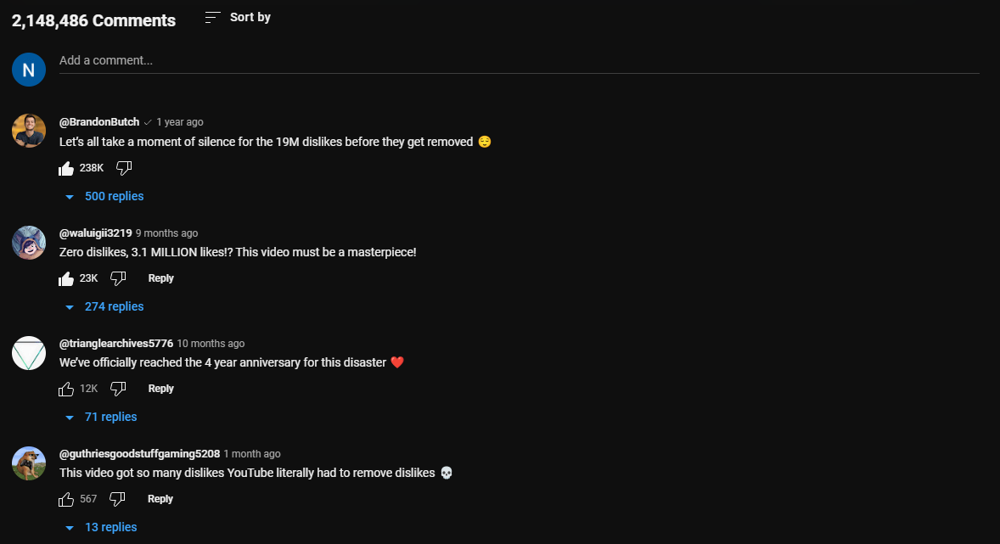 2,148,486 Comments Sort by
N Add a comment...
@BrandonButch 1 year ago
Let's all take a moment of silence for the 19M dislikes before they get removed 😌
238K
500 replies
@waluigii3219 9 months ago
Zero dislikes, 3.1 MILLION likes!? This video must be a masterpiece!
23K Reply
274 replies
@trianglearchives5776 10 months ago
We've officially reached the 4 year anniversary for this disaster ❤️
12K Reply
71 replies
@guthriesgoodstuffgaming5208 1 month ago
This video got so many dislikes YouTube literally had to remove dislikes 💀
567 Reply
13 replies